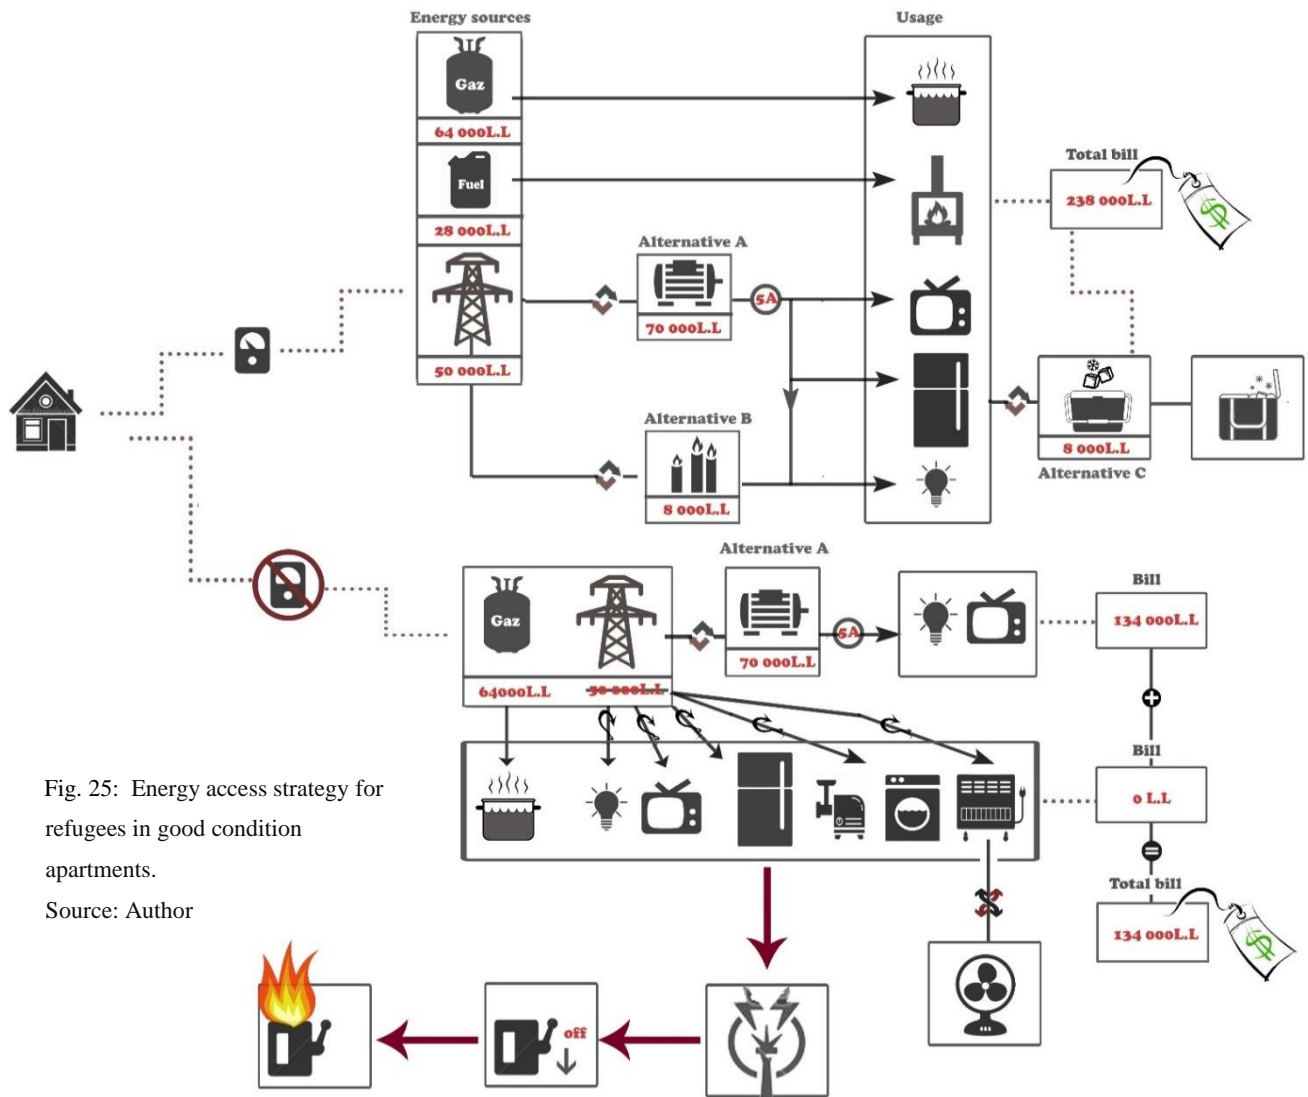 Energy sources
Usage
Gaz
64 000L.L
Fuel
28 000L.L
Total bill
238 000L.L
Alternative A
5A
70 000L.L
50 000L.L
Alternative B
8 000L.L
8 000L.L
Alternative C
Alternative A
Bill
Gaz
5A
134 000L.L
70 000L.L
64000L.L
50 000L.L
Bill
0 L.L
Fig. 25: Energy access strategy for
refugees in good condition
apartments.
Source: Author
Total bill
134 000L.L
off